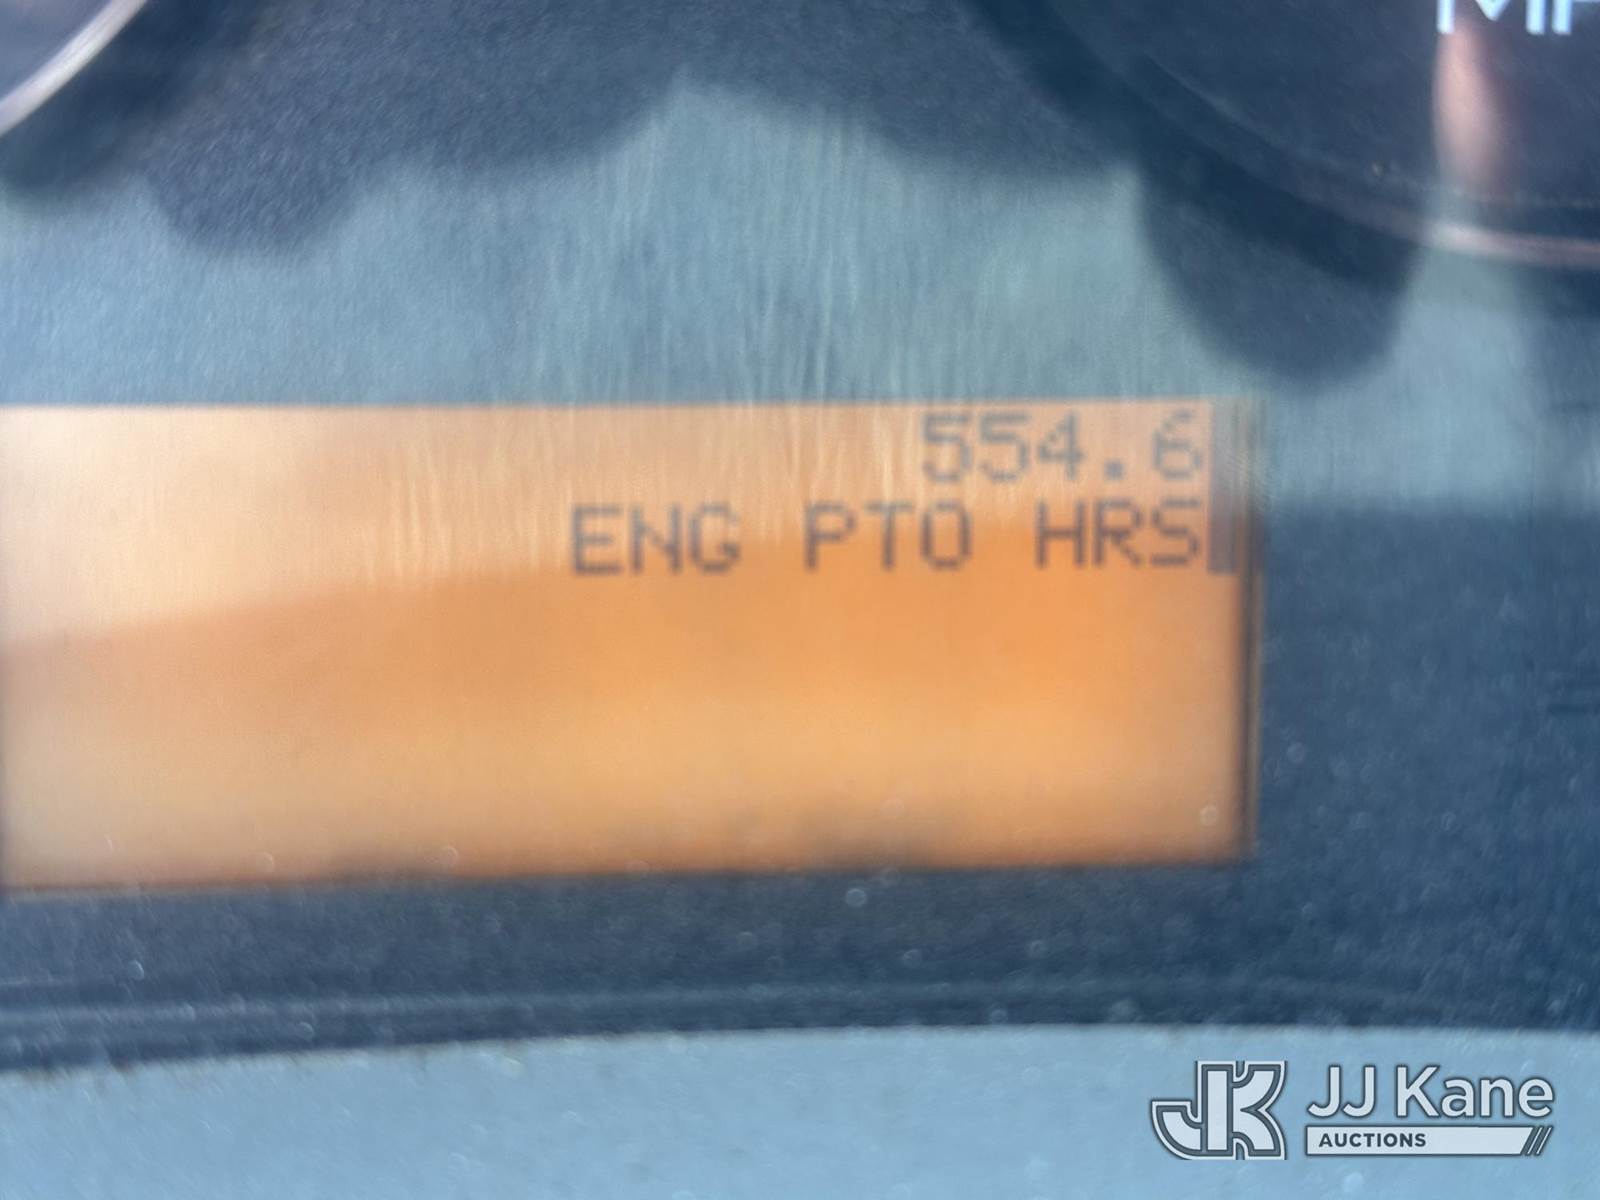 554.6
ENG PTO HRS
JJ Kane
AUCTIONS